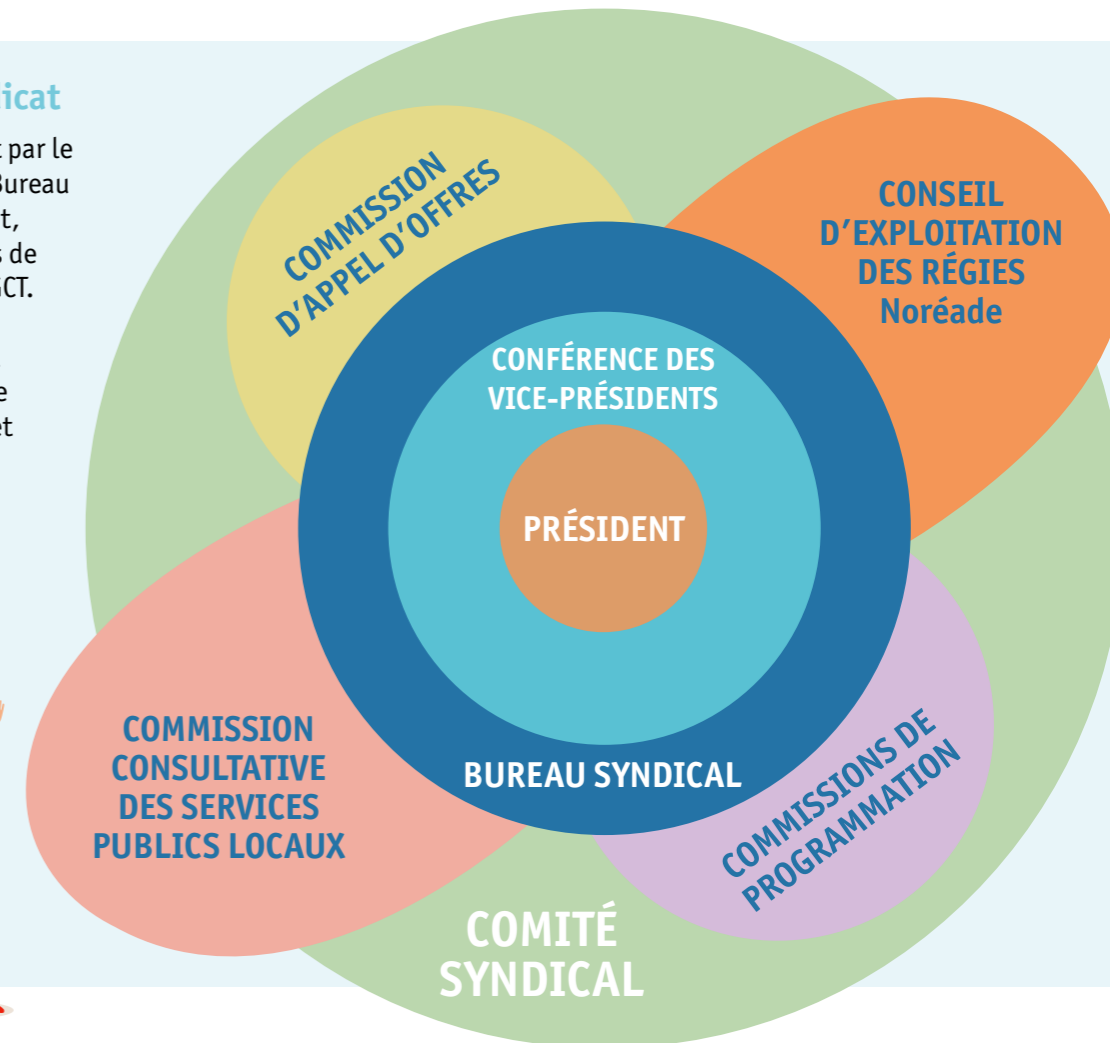 icat
par le
Bureau
t,
s de
GCT.
e
et
COMMISSION
D'APPEL D'OFFRES
CONSEIL
D'EXPLOITATION
DES RÉGIES
Noréade
CONFÉRENCE DES
VICE-PRÉSIDENTS
PRÉSIDENT
BUREAU SYNDICAL
COMMISSION
CONSULTATIVE
DES SERVICES
PUBLICS LOCAUX
COMMISSIONS DE
PROGRAMMATION
COMITÉ
SYNDICAL